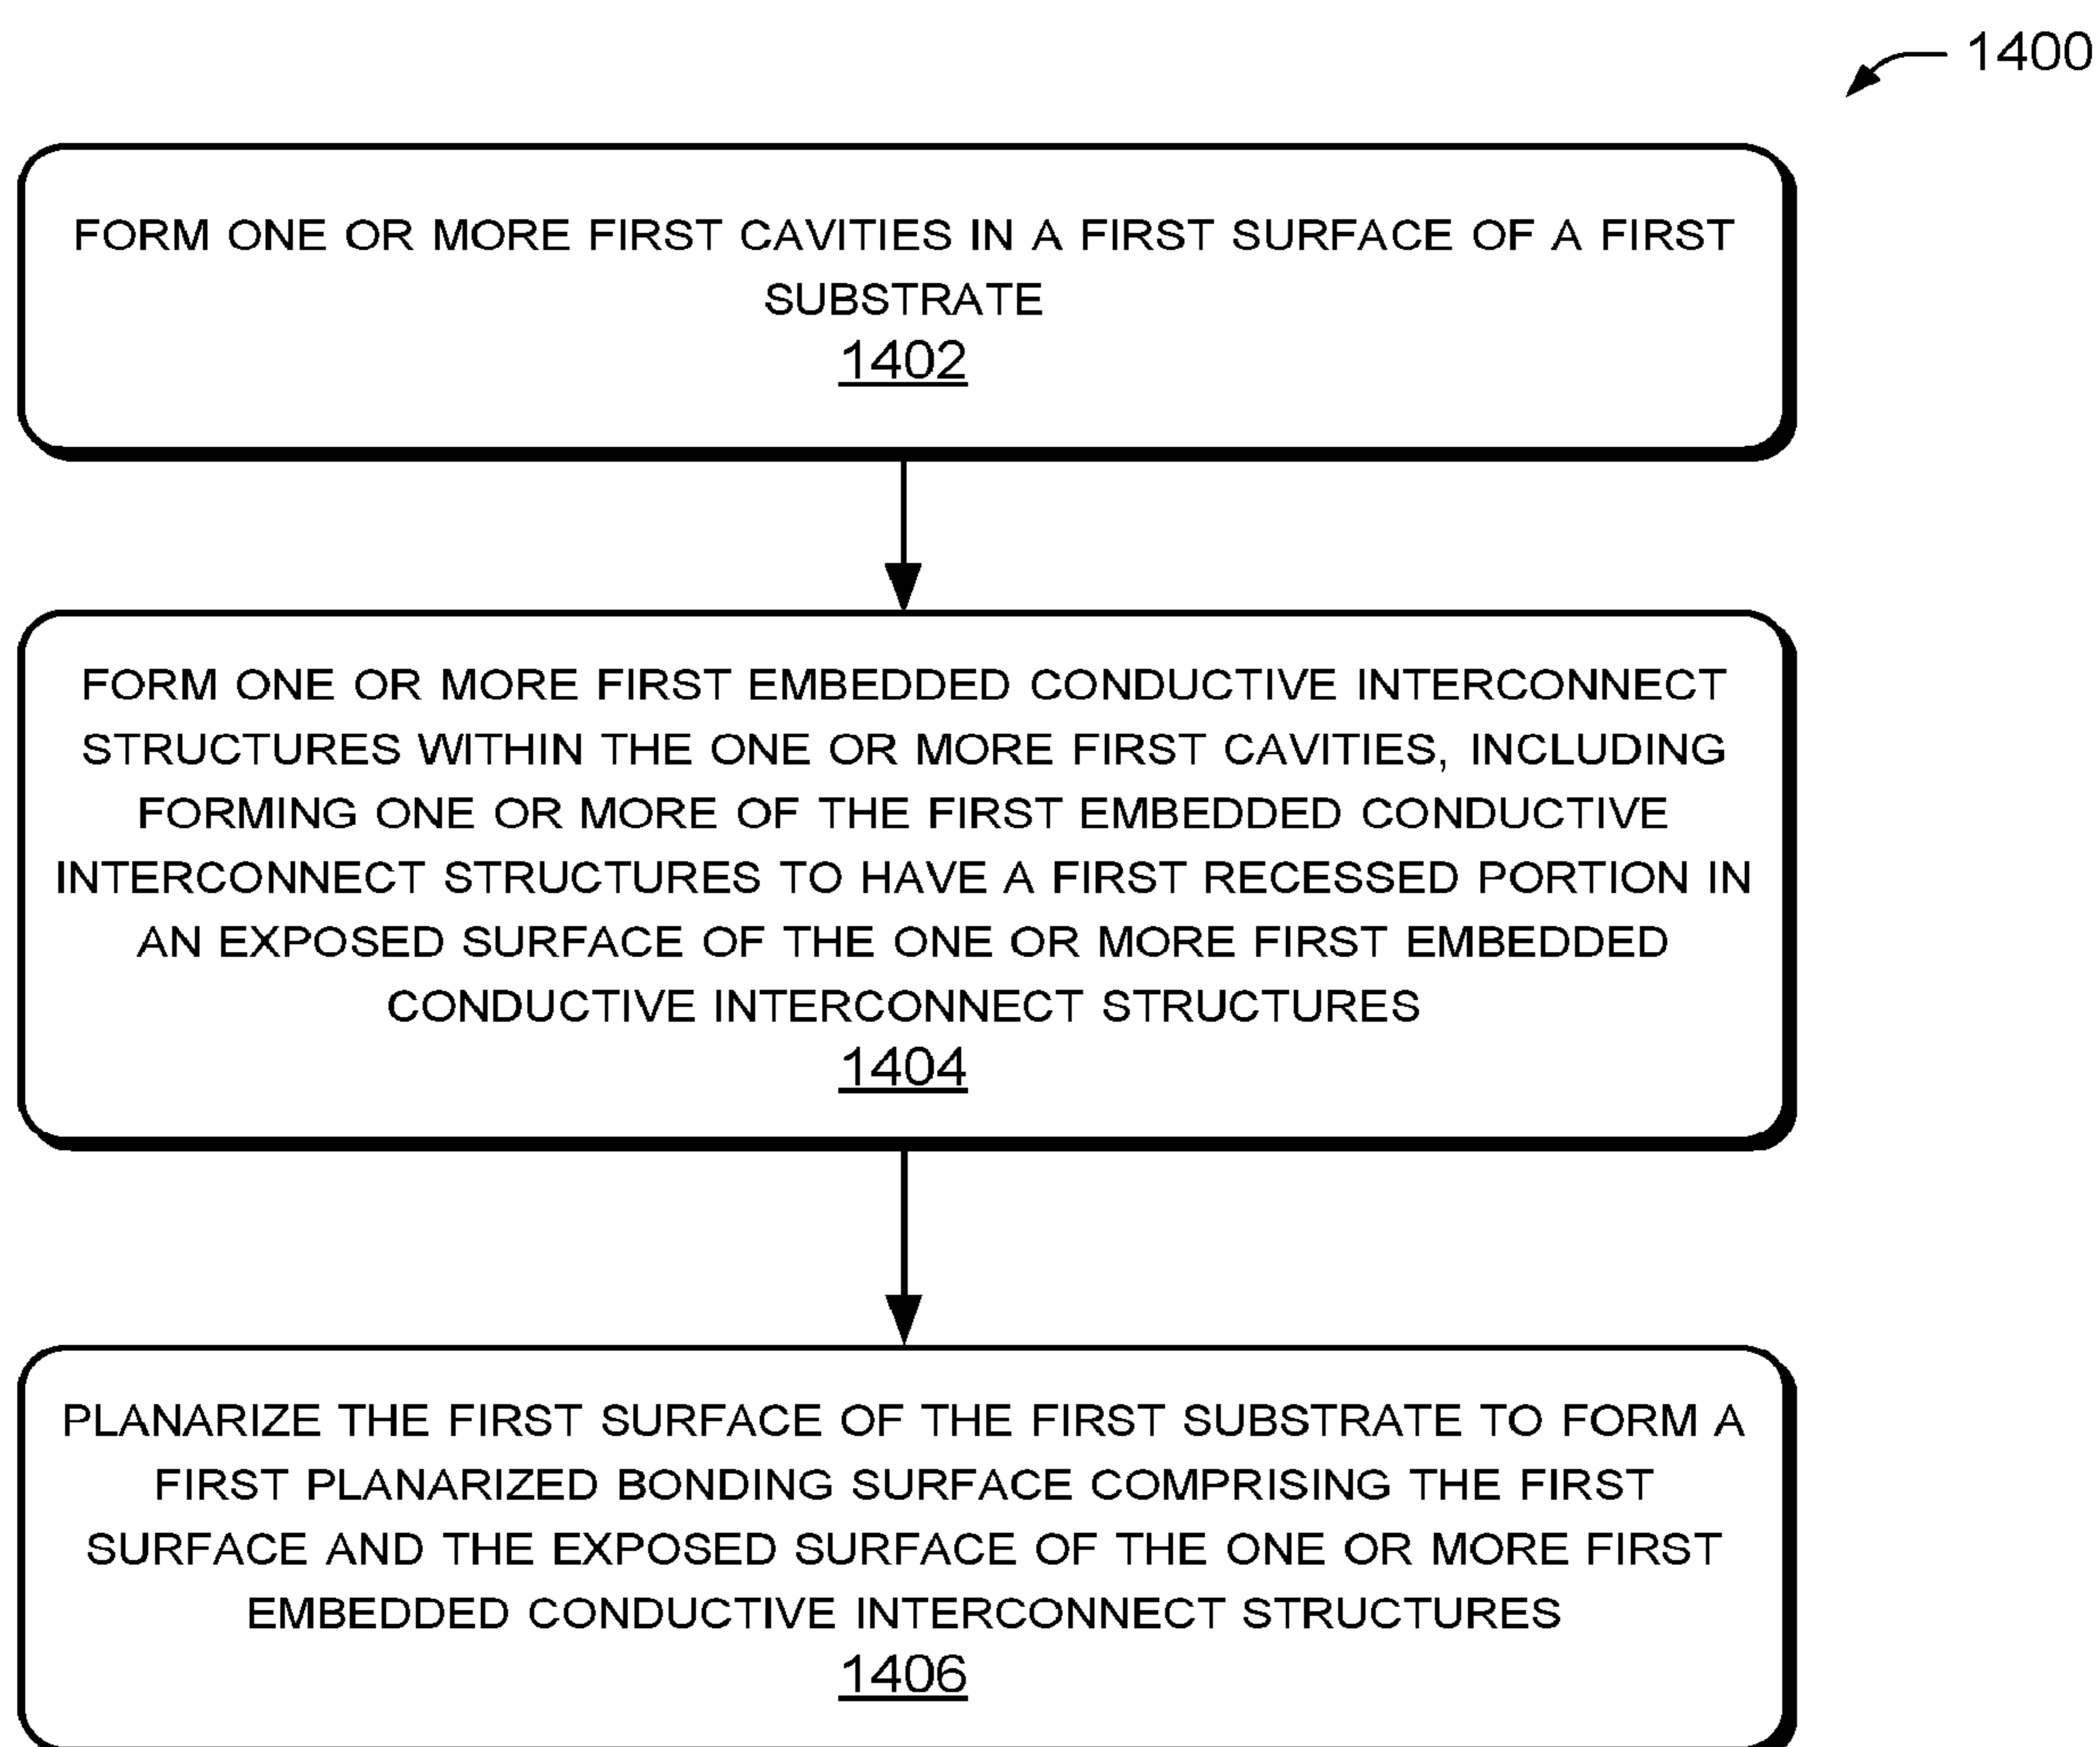 1400
FORM ONE OR MORE FIRST CAVITIES IN A FIRST SURFACE OF A FIRST
SUBSTRATE
1402
FORM ONE OR MORE FIRST EMBEDDED CONDUCTIVE INTERCONNECT
STRUCTURES WITHIN THE ONE OR MORE FIRST CAVITIES, INCLUDING
FORMING ONE OR MORE OF THE FIRST EMBEDDED CONDUCTIVE
INTERCONNECT STRUCTURES TO HAVE A FIRST RECESSED PORTION IN
AN EXPOSED SURFACE OF THE ONE OR MORE FIRST EMBEDDED
CONDUCTIVE INTERCONNECT STRUCTURES
1404
PLANARIZE THE FIRST SURFACE OF THE FIRST SUBSTRATE TO FORM A
FIRST PLANARIZED BONDING SURFACE COMPRISING THE FIRST
SURFACE AND THE EXPOSED SURFACE OF THE ONE OR MORE FIRST
EMBEDDED CONDUCTIVE INTERCONNECT STRUCTURES
1406